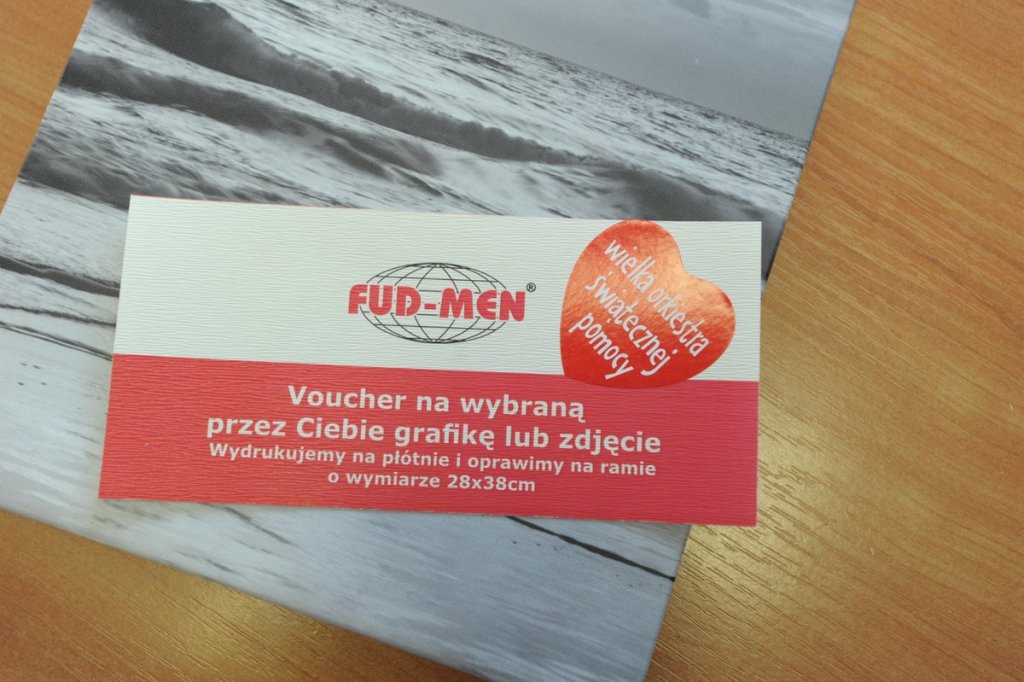 FUD-MEN®
wielka orkiestra
świątecznej
pomocy
Voucher na wybraną
przez Ciebie grafikę lub zdjęcie
Wydrukujemy na płótnie i oprawimy na ramie
o wymiarze 28x38cm